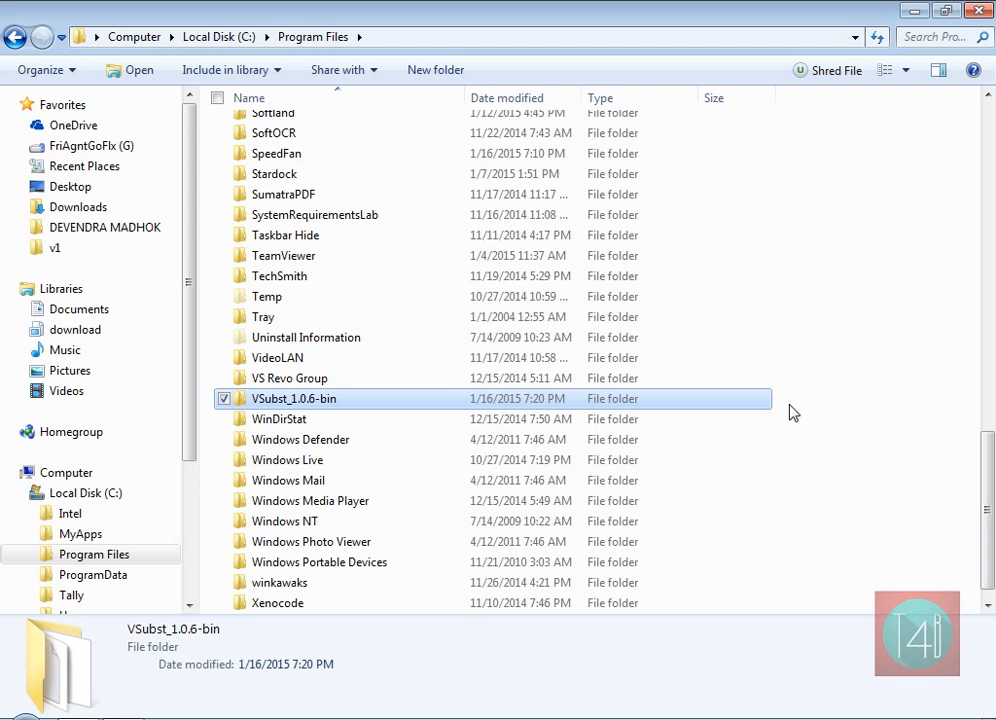 Computer Local Disk (C:) Program Files Search Pro...
Organize Open Include in library Share with New folder Shred File
Name Date modified Type Size
Favorites
OneDrive
FriAgntGoFlx (G)
Recent Places
Desktop
Downloads
DEVENDRA MADHOK
v1
Libraries
Documents
download
Music
Pictures
Videos
Homegroup
Computer
Local Disk (C:)
Intel
MyApps
Program Files
ProgramData
Tally
Softland 1/12/2015 4:45 PM File folder
SoftOCR 11/22/2014 7:43 AM File folder
SpeedFan 1/16/2015 7:10 PM File folder
Stardock 1/7/2015 1:51 PM File folder
SumatraPDF 11/17/2014 11:17 ... File folder
SystemRequirementsLab 11/16/2014 11:08 ... File folder
Taskbar Hide 11/11/2014 4:17 PM File folder
TeamViewer 1/4/2015 11:37 AM File folder
TechSmith 11/19/2014 5:29 PM File folder
Temp 10/27/2014 10:59 ... File folder
Tray 1/1/2004 12:55 AM File folder
Uninstall Information 7/14/2009 10:23 AM File folder
VideoLAN 11/17/2014 10:58 ... File folder
VS Revo Group 12/15/2014 5:11 AM File folder
VSubst_1.0.6-bin 1/16/2015 7:20 PM File folder
WinDirStat 12/15/2014 7:50 AM File folder
Windows Defender 4/12/2011 7:46 AM File folder
Windows Live 10/27/2014 7:19 PM File folder
Windows Mail 4/12/2011 7:46 AM File folder
Windows Media Player 12/15/2014 5:49 AM File folder
Windows NT 7/14/2009 10:22 AM File folder
Windows Photo Viewer 4/12/2011 7:46 AM File folder
Windows Portable Devices 11/21/2010 3:03 AM File folder
winkawaks 11/26/2014 4:21 PM File folder
Xenocode 11/10/2014 7:46 PM File folder
VSubst_1.0.6-bin
File folder
Date modified: 1/16/2015 7:20 PM
T4B